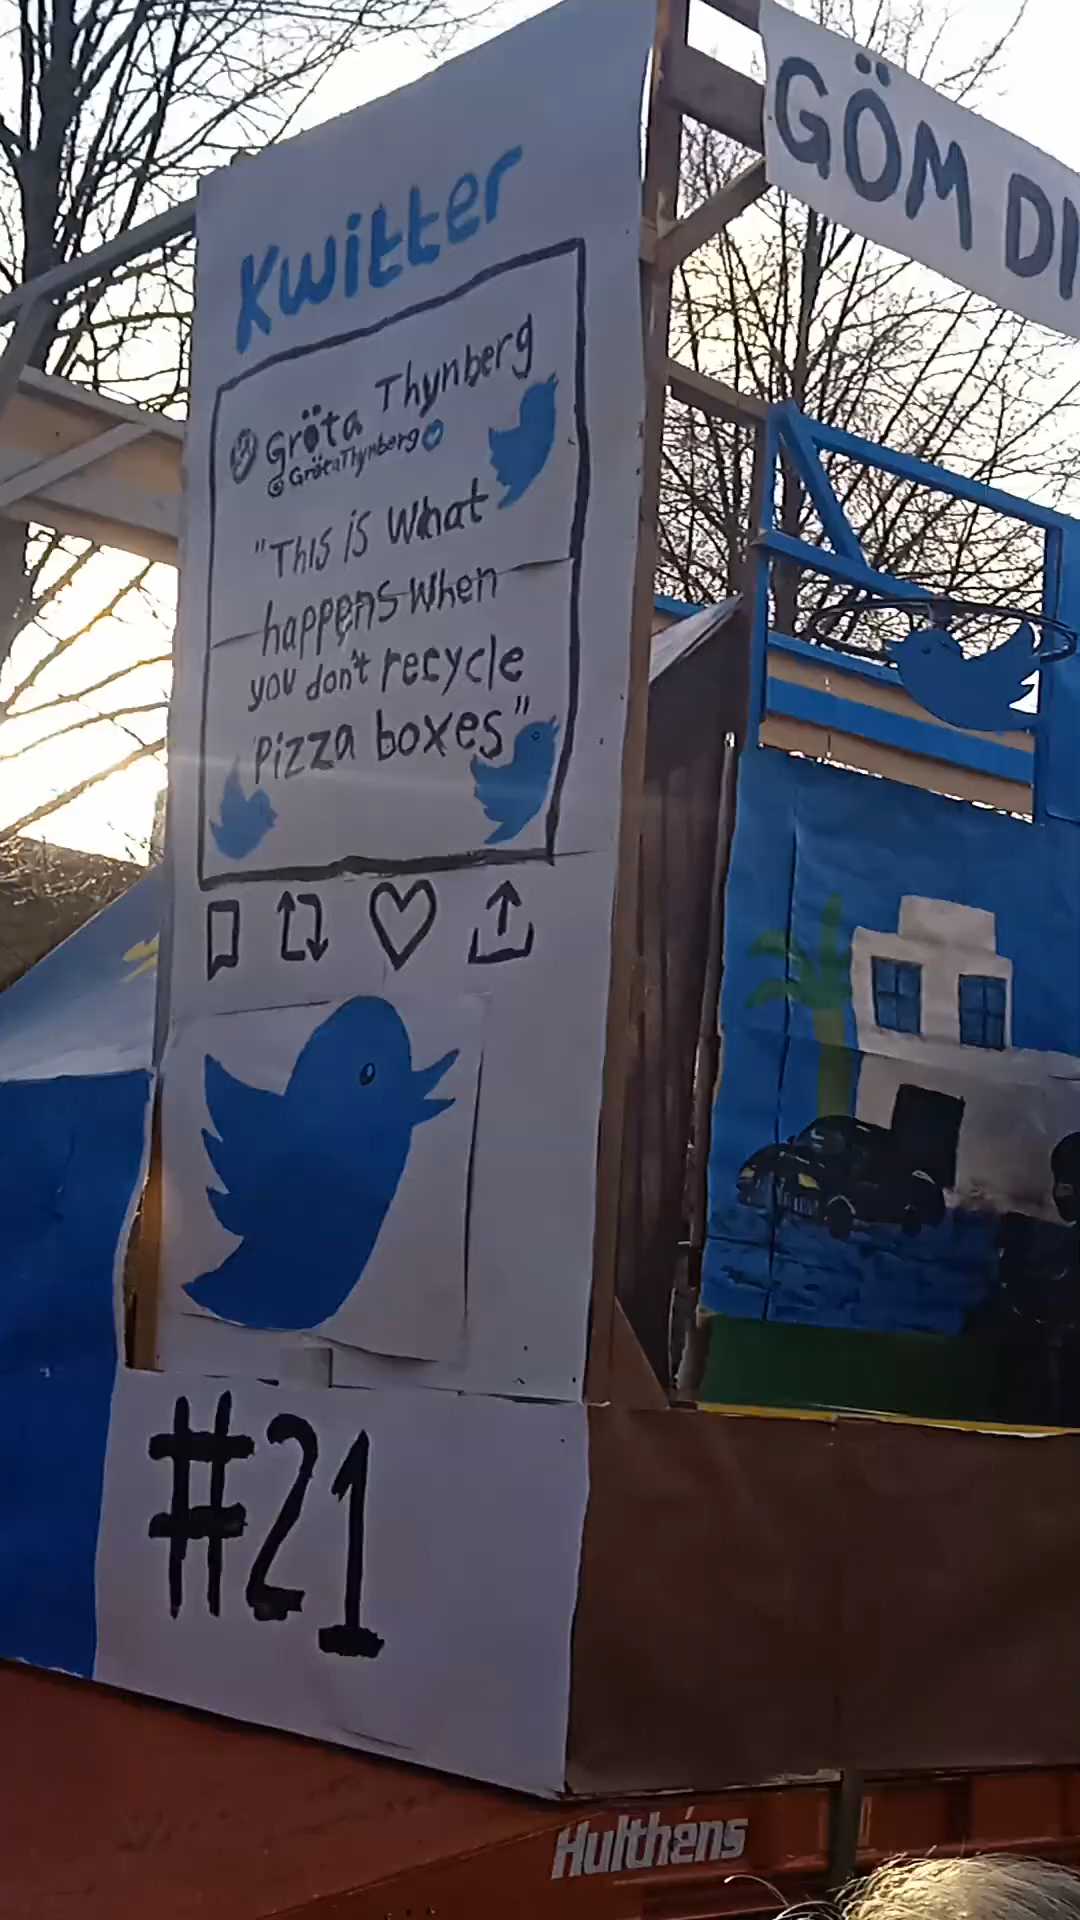 Kwitter
Gröta Thynberg
@GrötaThynberg
"This is What
happens When
you don't recycle
Pizza boxes"
#21
GÖM DI
Hulthéns